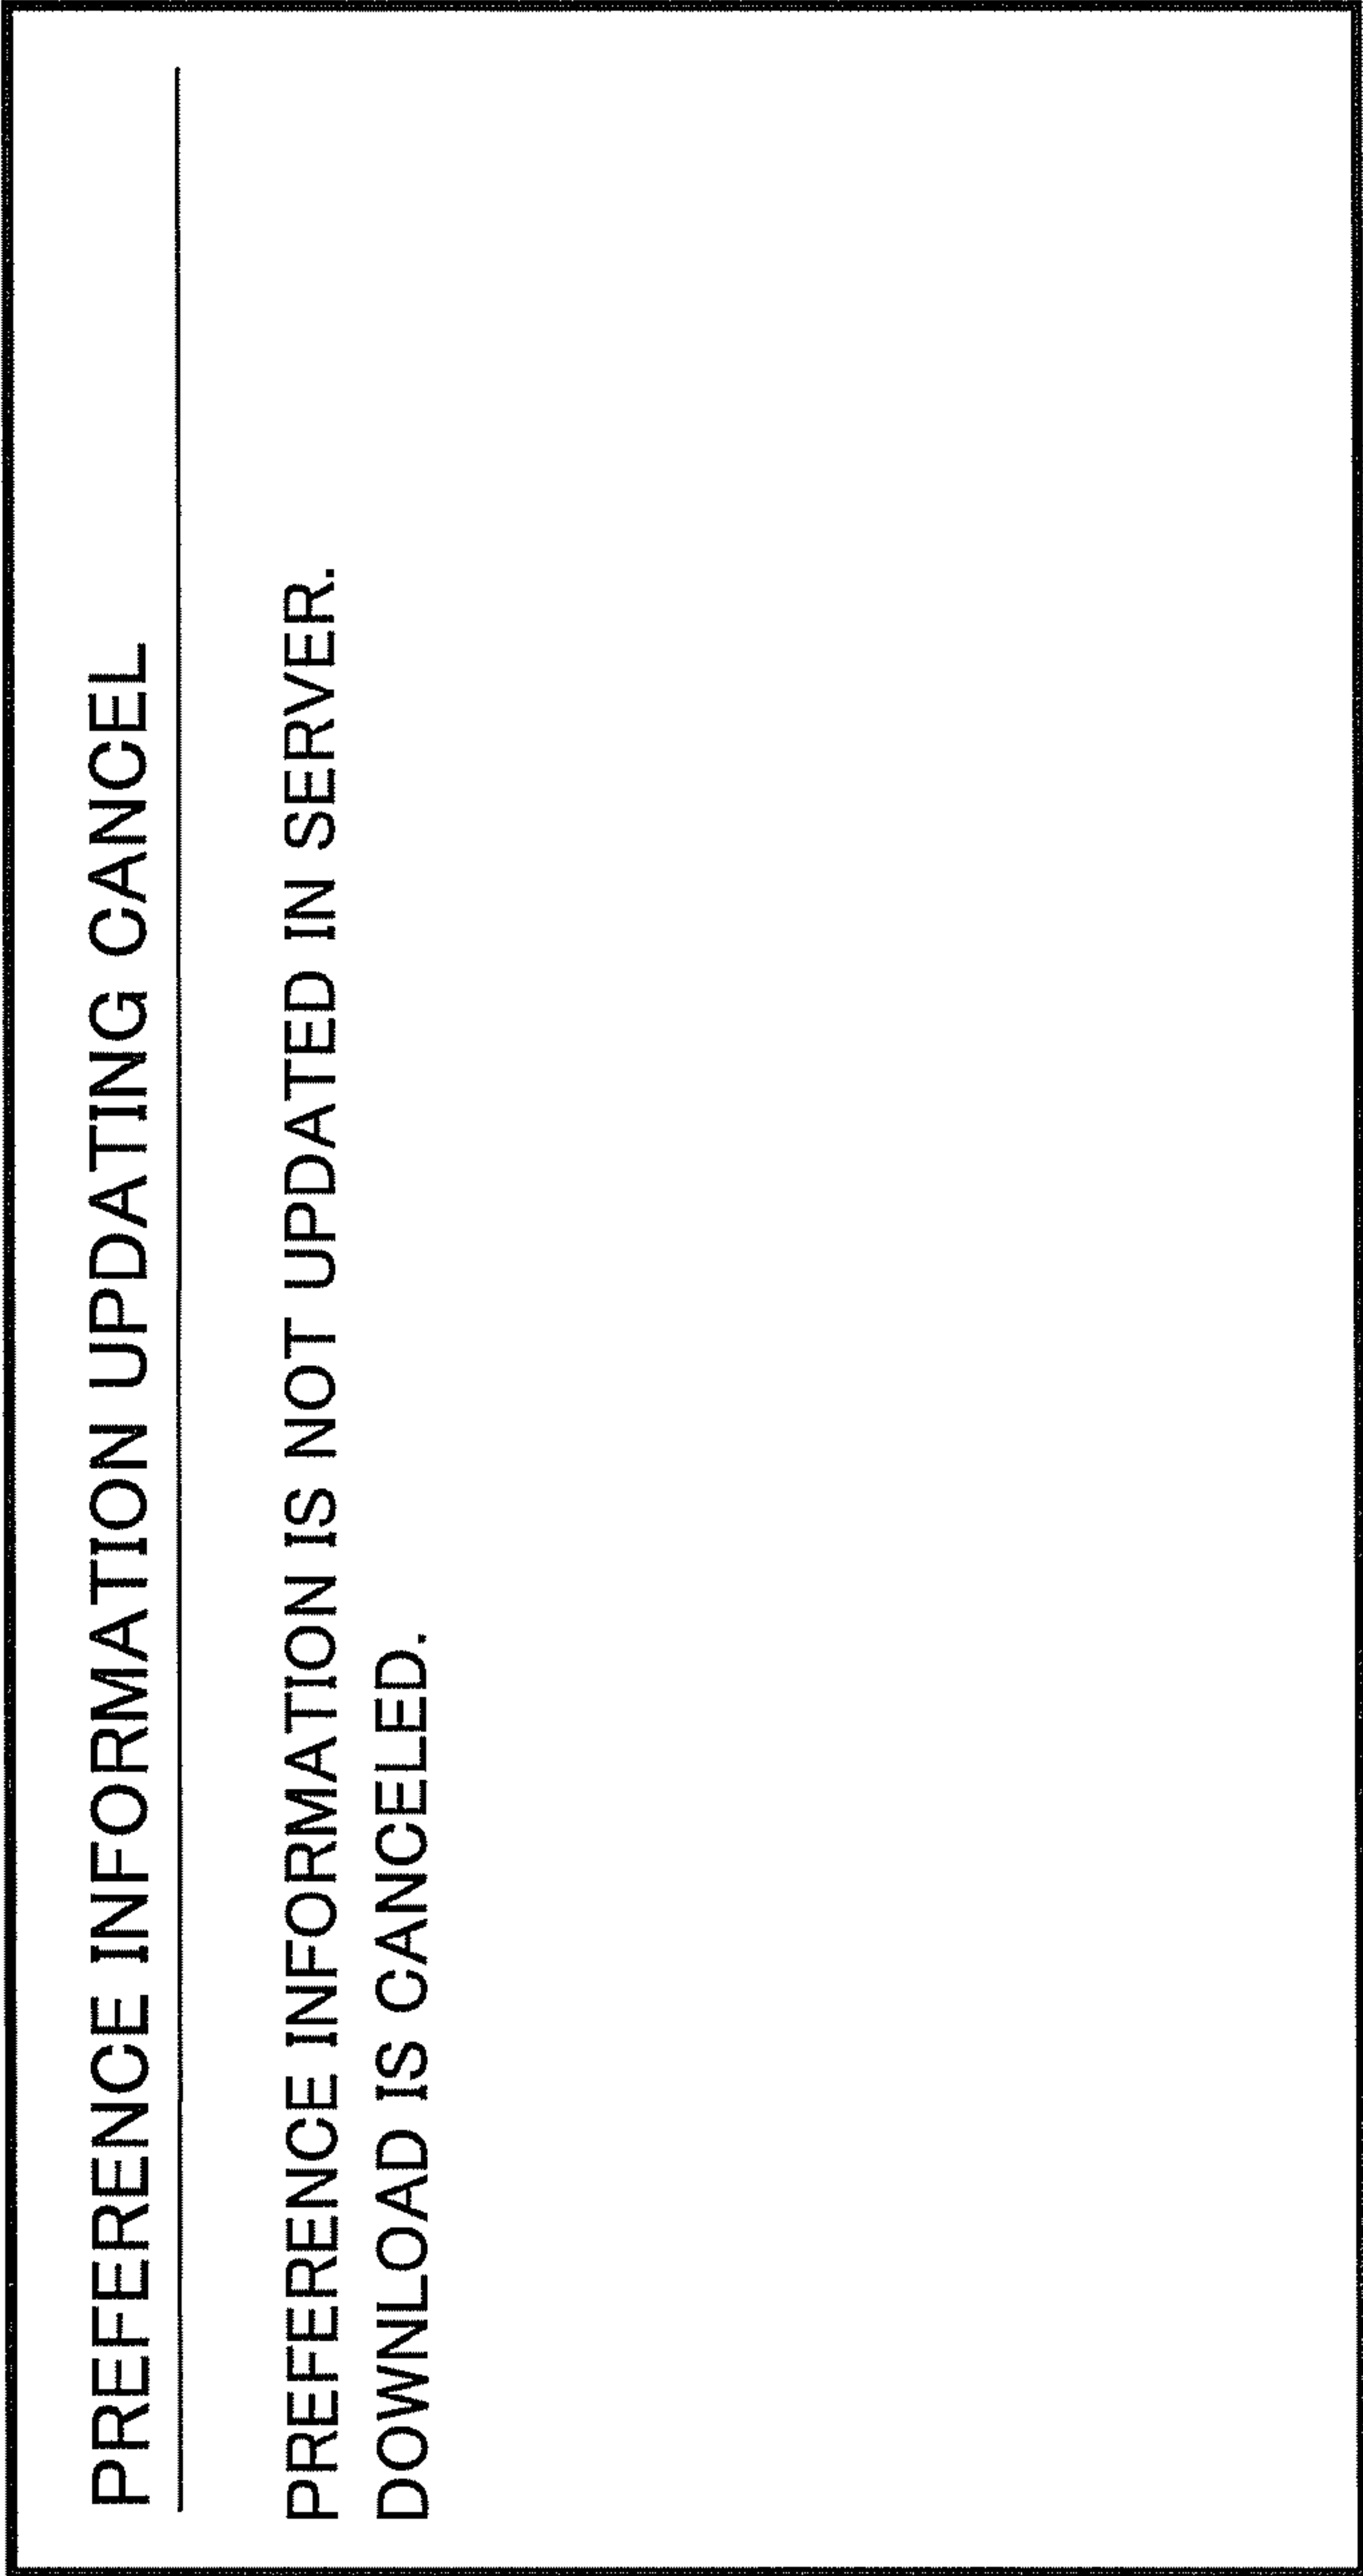 PREFERENCE INFORMATION UPDATING CANCEL
PREFERENCE INFORMATION IS NOT UPDATED IN SERVER.
DOWNLOAD IS CANCELED.